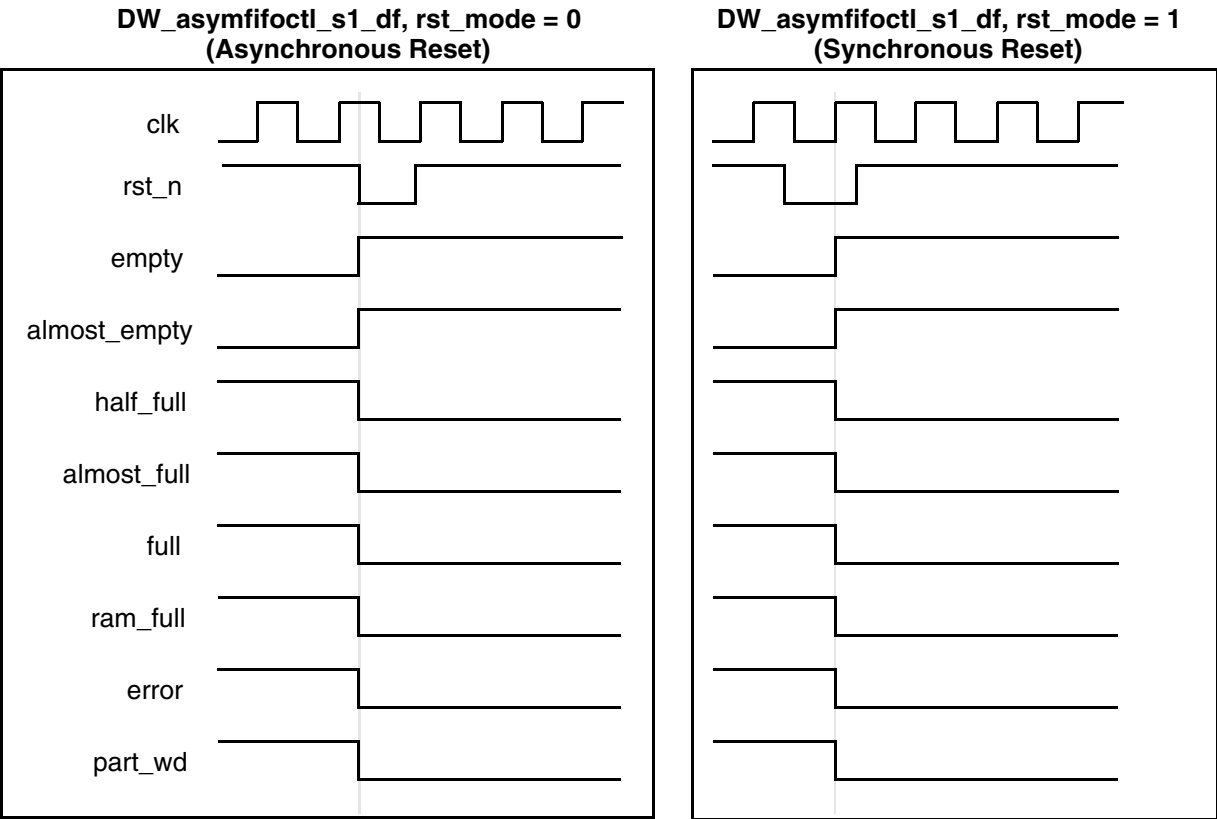 DW_asymfifoctl_s1_df, rst_mode = 0
(Asynchronous Reset)
DW_asymfifoctl_s1_df, rst_mode = 1
(Synchronous Reset)
clk
rst_n
empty
almost_empty
half_full
almost_full
full
ram_full
error
part_wd